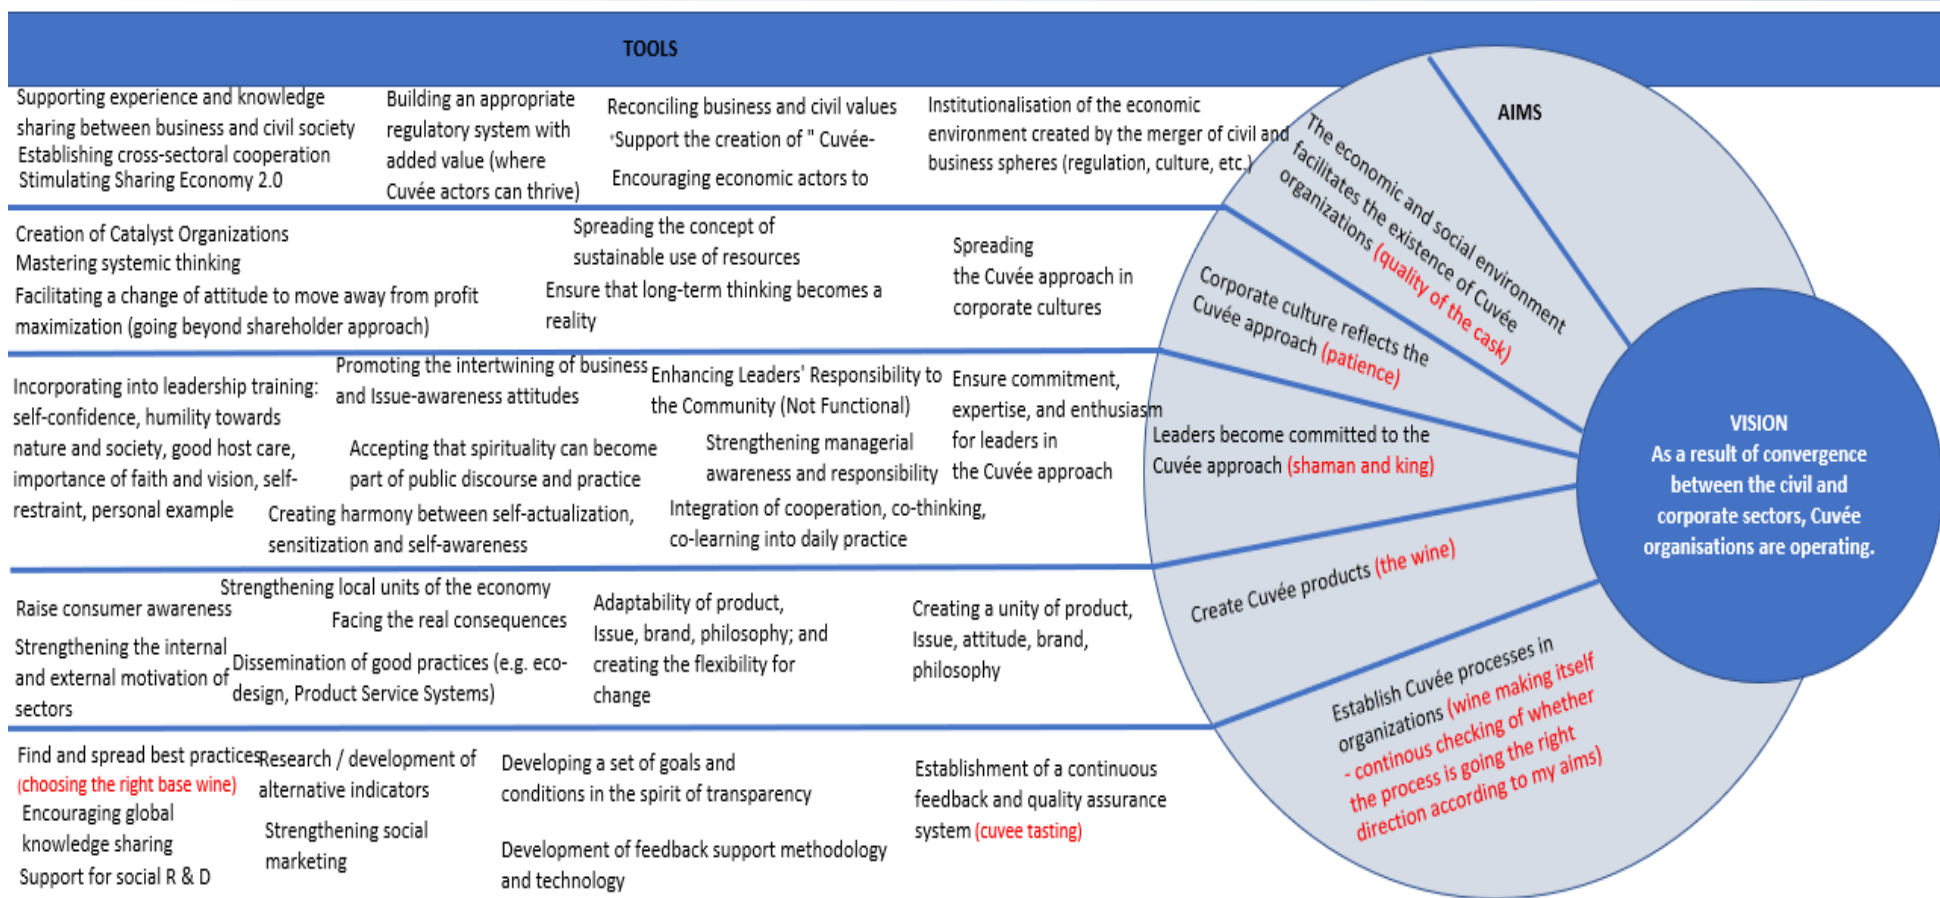 TOOLS
Supporting experience and knowledge
sharing between business and civil society
Establishing cross-sectoral cooperation
Stimulating Sharing Economy 2.0
Building an appropriate
regulatory system with
added value (where
Cuvée actors can thrive)
Reconciling business and civil values
"Support the creation of " Cuvée-
Encouraging economic actors to
Institutionalisation of the economic
environment created by the merger of civil and
business spheres (regulation, culture, etc.)
Creation of Catalyst Organizations
Mastering systemic thinking
Facilitating a change of attitude to move away from profit
maximization (going beyond shareholder approach)
Spreading the concept of
sustainable use of resources
Ensure that long-term thinking becomes a
reality
Spreading
the Cuvée approach in
corporate cultures
Incorporating into leadership training:
self-confidence, humility towards
nature and society, good host care,
importance of faith and vision, self-
restraint, personal example
Promoting the intertwining of business
and Issue-awareness attitudes
Accepting that spirituality can become
part of public discourse and practice
Creating harmony between self-actualization,
sensitization and self-awareness
Enhancing Leaders' Responsibility to
the Community (Not Functional)
Strengthening managerial
awareness and responsibility
Integration of cooperation, co-thinking,
co-learning into daily practice
Ensure commitment,
expertise, and enthusiasm
for leaders in
the Cuvée approach
Raise consumer awareness
Strengthening the internal
and external motivation of
sectors
Strengthening local units of the economy
Facing the real consequences
Dissemination of good practices (e.g. eco-
design, Product Service Systems)
Adaptability of product,
Issue, brand, philosophy; and
creating the flexibility for
change
Creating a unity of product,
Issue, attitude, brand,
philosophy
Find and spread best practices
(choosing the right base wine)
Encouraging global
knowledge sharing
Support for social R & D
Research / development of
alternative indicators
Strengthening social
marketing
Developing a set of goals and
conditions in the spirit of transparency
Development of feedback support methodology
and technology
Establishment of a continuous
feedback and quality assurance
system (cuvee tasting)
AIMS
The economic and social environment
facilitates the existence of Cuvée
organizations (quality of the cask)
Corporate culture reflects the
Cuvée approach (patience)
Leaders become committed to the
Cuvée approach (shaman and king)
Create Cuvée products (the wine)
Establish Cuvée processes in
organizations (wine making itself
- continous checking of whether
the process is going the right
direction according to my aims)
VISION
As a result of convergence
between the civil and
corporate sectors, Cuvée
organisations are operating.